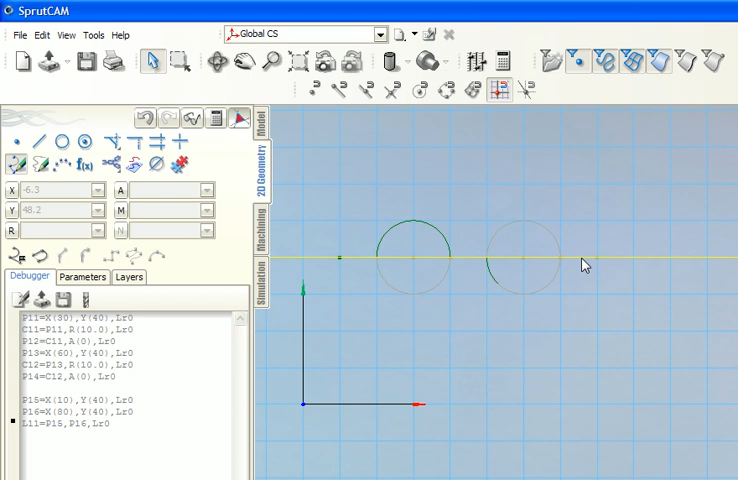 SprutCAM
File Edit View Tools Help
Global CS
X -6.3 A
Y 48.2 M
R N
f(x)
Model
2D Geometry
Machining
Simulation
Debugger Parameters Layers
P11=X(30),Y(40),Lr0
C11=P11,R(10.0),Lr0
P12=C11,A(0),Lr0
P13=X(60),Y(40),Lr0
C12=P13,R(10.0),Lr0
P14=C12,A(0),Lr0
P15=X(10),Y(40),Lr0
P16=X(80),Y(40),Lr0
L11=P15,P16,Lr0